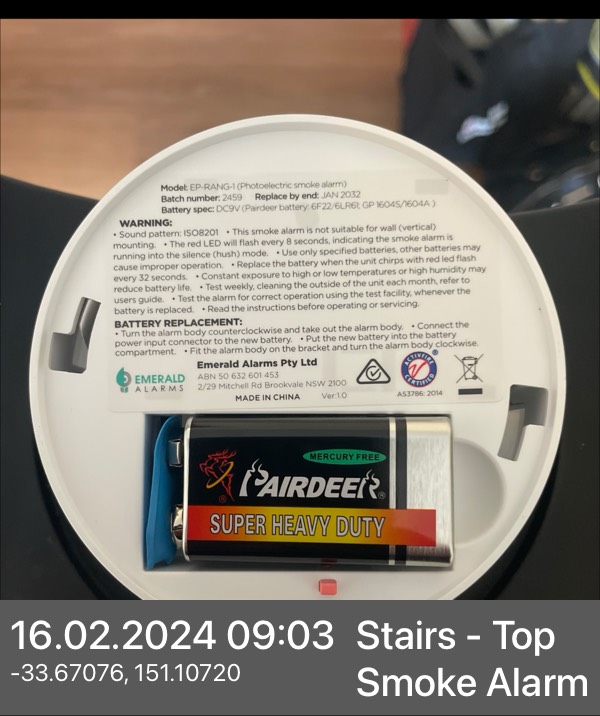 Model: EP-RANG-1 (Photoelectric smoke alarm)
Batch number: 2459 Replace by end: JAN 2032
Battery spec: DC9V (Pairdeer battery: 6F22/6LR61; GP 1604S/1604A )
WARNING:
• Sound pattern: ISO8201 • This smoke alarm is not suitable for wall (vertical)
mounting. • The red LED will flash every 8 seconds, indicating the smoke alarm is
running into the silence (hush) mode. • Use only specified batteries, other batteries may
cause improper operation. • Replace the battery when the unit chirps with red led flash
every 32 seconds. • Constant exposure to high or low temperatures or high humidity may
reduce battery life. • Test weekly, cleaning the outside of the unit each month, refer to
users guide. • Test the alarm for correct operation using the test facility, whenever the
battery is replaced. • Read the instructions before operating or servicing.
BATTERY REPLACEMENT:
• Turn the alarm body counterclockwise and take out the alarm body. • Connect the
power input connector to the new battery. • Put the new battery into the battery
compartment. • Fit the alarm body on the bracket and turn the alarm body clockwise.
EMERALD
ALARMS
Emerald Alarms Pty Ltd
ABN 50 632 601 453
2/29 Mitchell Rd Brookvale NSW 2100
MADE IN CHINA Ver:1.0
ACTIVFIRE
CERTIFIED
®
AS3786: 2014
MERCURY FREE
PAIRDEER®
SUPER HEAVY DUTY
16.02.2024 09:03
-33.67076, 151.10720
Stairs - Top
Smoke Alarm